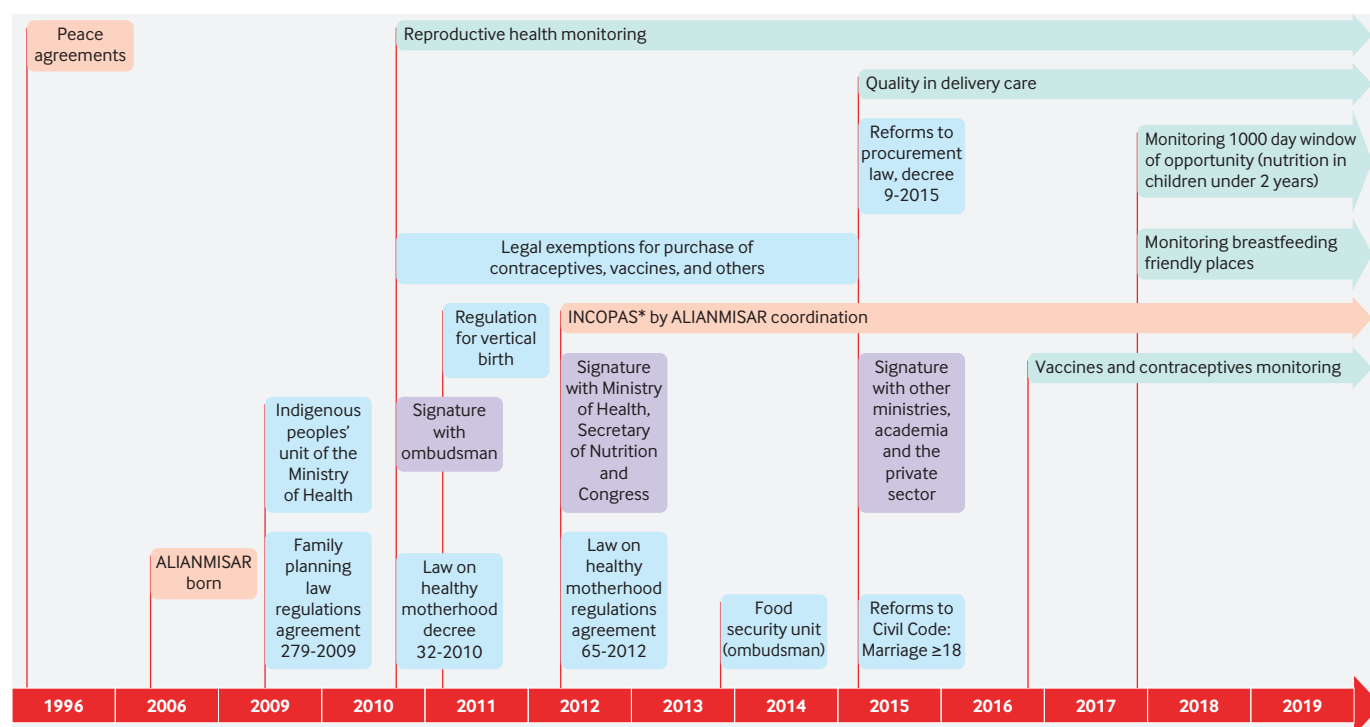 Peace
agreements
Reproductive health monitoring
Quality in delivery care
Reforms to
procurement
law, decree
9-2015
Monitoring 1000 day window
of opportunity (nutrition in
children under 2 years)
Legal exemptions for purchase of
contraceptives, vaccines, and others
Monitoring breastfeeding
friendly places
Regulation
for vertical
birth
INCOPAS* by ALIANMISAR coordination
Signature
with Ministry
of Health,
Secretary
of Nutrition
and
Congress
Signature
with other
ministries,
academia
and the
private
sector
Vaccines and contraceptives monitoring
Indigenous
peoples’
unit of the
Ministry
of Health
Signature
with
ombudsman
ALIANMISAR
born
Family
planning
law
regulations
agreement
279-2009
Law on
healthy
motherhood
decree
32-2010
Law on
healthy
motherhood
regulations
agreement
65-2012
Food
security unit
(ombudsman)
Reforms to
Civil Code:
Marriage ≥18
1996 2006 2009 2010 2011 2012 2013 2014 2015 2016 2017 2018 2019